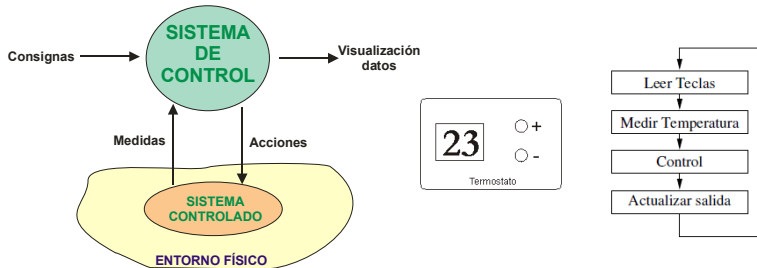 SISTEMA
DE
CONTROL
Consignas
Visualización
datos
Medidas
Acciones
SISTEMA
CONTROLADO
ENTORNO FÍSICO
23
+
-
Termostato
Leer Teclas
Medir Temperatura
Control
Actualizar salida